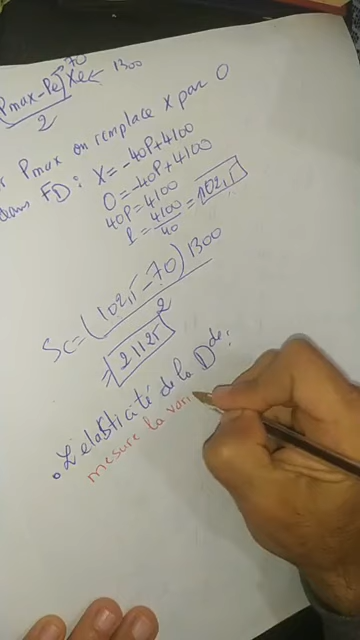 Pmax-Pe)Xe ← 1300
70
2
Pmax on remplace X par 0
dans FD: X = -40P+4100
0 = -40P+4100
40P = 4100
P = 4100/40 = 102,5
Sc = (102,5-70)1300
2
= 21125
L'elasticité de la Dde:
mesure la vari